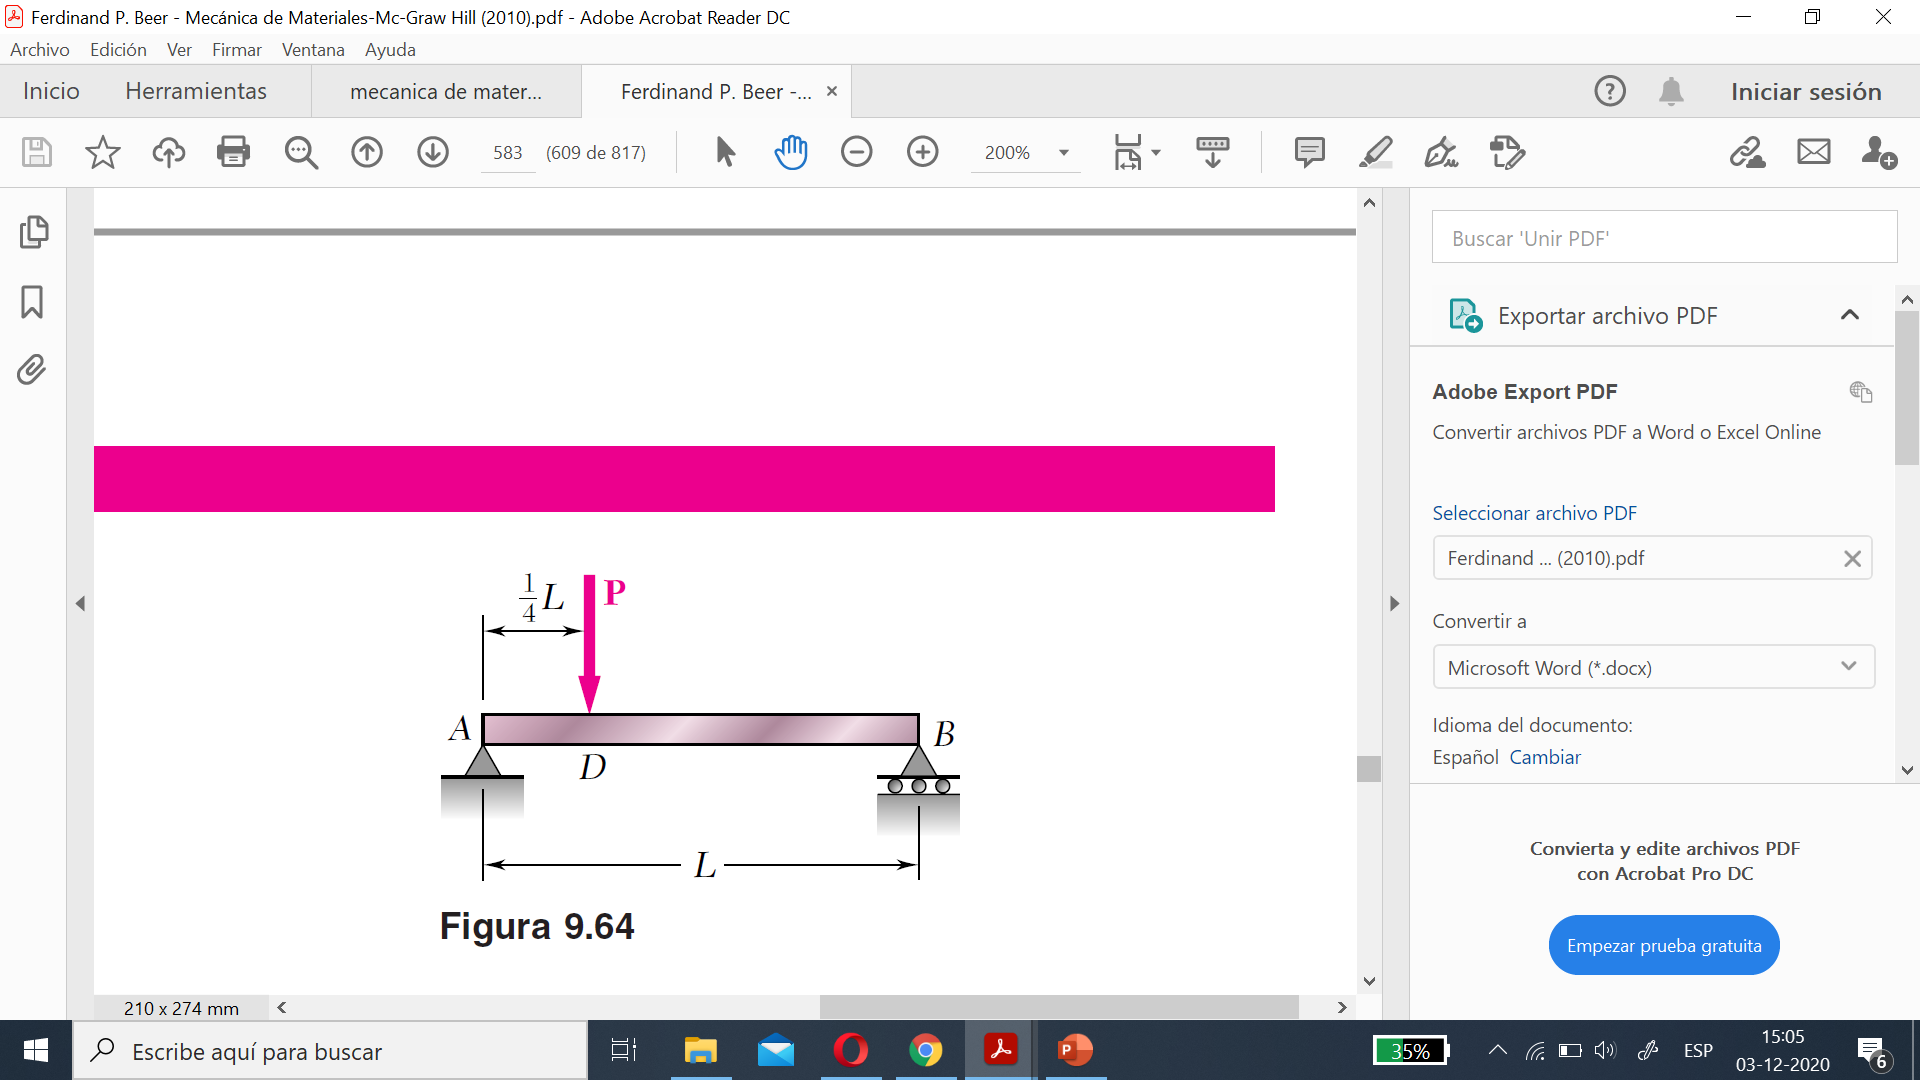 Ferdinand P. Beer - Mecánica de Materiales-Mc-Graw Hill (2010).pdf - Adobe Acrobat Reader DC
Archivo Edición Ver Firmar Ventana Ayuda
Inicio Herramientas mecanica de mater... Ferdinand P. Beer -... × Iniciar sesión
583 (609 de 817) 200%
Buscar 'Unir PDF'
Exportar archivo PDF
Adobe Export PDF
Convertir archivos PDF a Word o Excel Online
Seleccionar archivo PDF
Ferdinand ... (2010).pdf
Convertir a
Microsoft Word (*.docx)
Idioma del documento:
Español Cambiar
Convierta y edite archivos PDF
con Acrobat Pro DC
Empezar prueba gratuita
1/4 L P
A B
D
L
Figura 9.64
210 x 274 mm
Escribe aquí para buscar
35%
ESP
15:05
03-12-2020
6